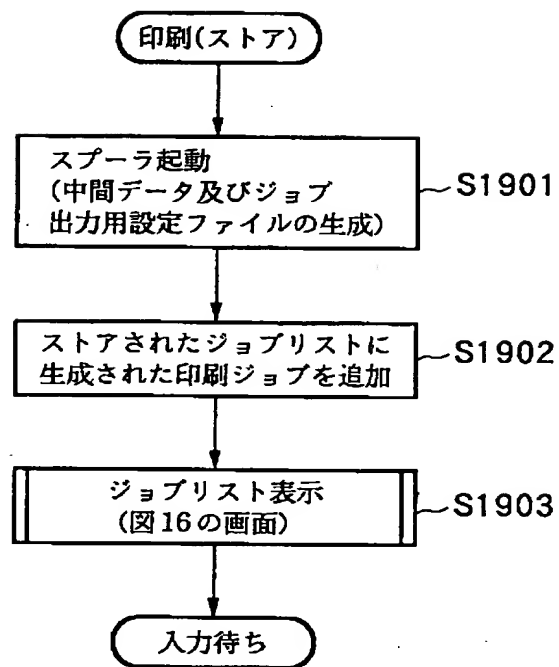 印刷(ストア)
スプーラ起動
(中間データ及びジョブ
出力用設定ファイルの生成)
S1901
ストアされたジョブリストに
生成された印刷ジョブを追加
S1902
ジョブリスト表示
(図16の画面)
S1903
入力待ち